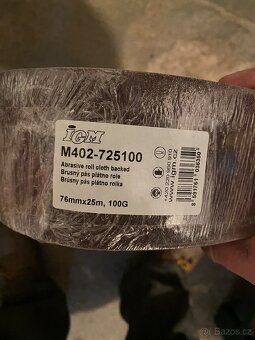 IGM
M402-725100
Abrasive roll cloth backed
Brusný pás plátno role
Brúsny pás plátno rolka
76mmx25m, 100G
www.igm.cz
Bazos.cz